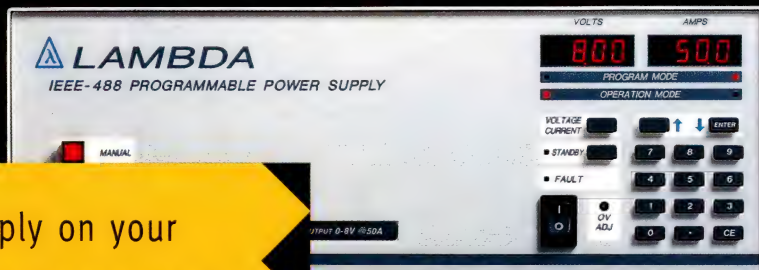 VOLTS AMPS
LAMBDA
8.00 50.0
IEEE-488 PROGRAMMABLE POWER SUPPLY
PROGRAM MODE
OPERATION MODE
VOLTAGE
CURRENT
ENTER
MANUAL
STANDBY
7 8 9
FAULT
4 5 6
ply on your
OUTPUT 0-8V @50A
I
O
OV
ADJ
1 2 3
0 . CE